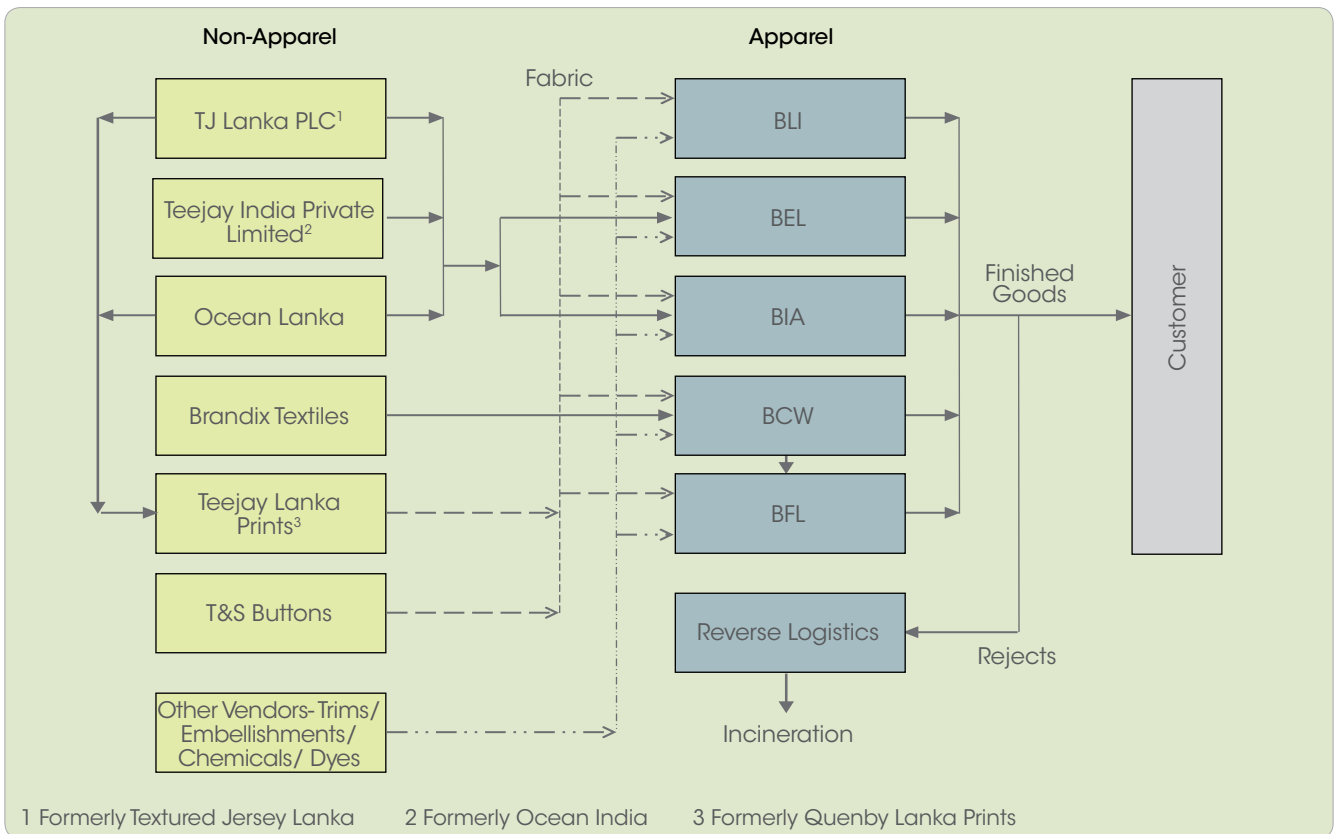 Non-Apparel
Apparel
Fabric
TJ Lanka PLC¹
Teejay India Private
Limited²
Ocean Lanka
Brandix Textiles
Teejay Lanka
Prints³
T&S Buttons
Other Vendors-Trims/
Embellishments/
Chemicals/ Dyes
BLI
BEL
BIA
BCW
BFL
Reverse Logistics
Incineration
Finished
Goods
Rejects
Customer
1 Formerly Textured Jersey Lanka 2 Formerly Ocean India 3 Formerly Quenby Lanka Prints